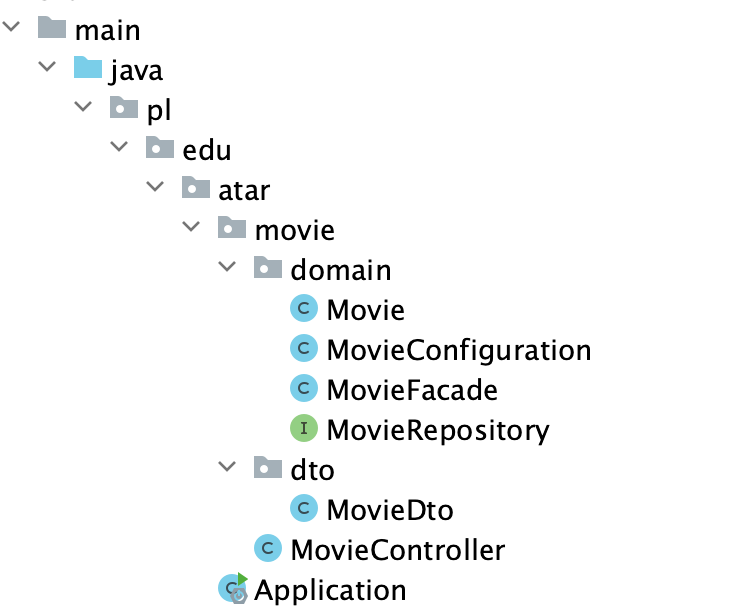 main
java
pl
edu
atar
movie
domain
C Movie
C MovieConfiguration
C MovieFacade
I MovieRepository
dto
C MovieDto
C MovieController
C Application